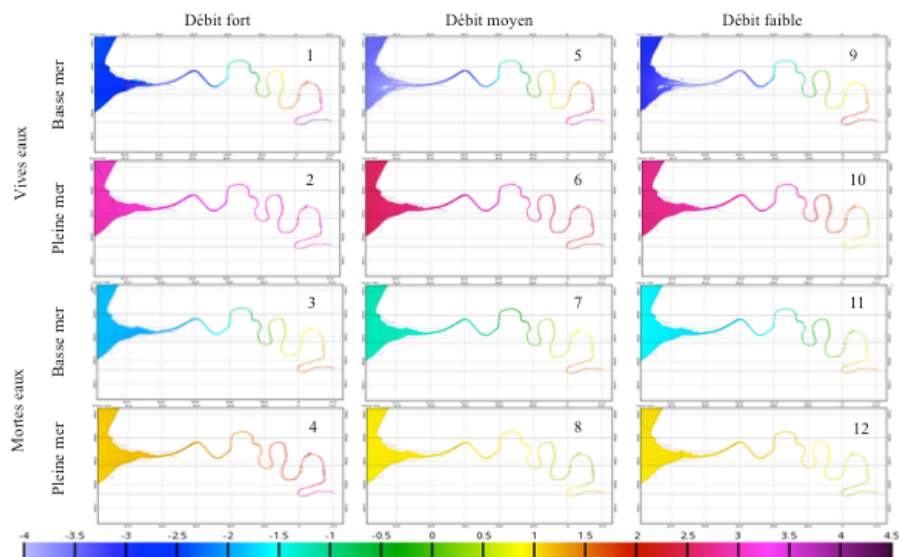 Débit fort Débit moyen Débit faible
Vives eaux
Basse mer
1 5 9
Pleine mer
2 6 10
Mortes eaux
Basse mer
3 7 11
Pleine mer
4 8 12
-4 -3.5 -3 -2.5 -2 -1.5 -1 -0.5 0 0.5 1 1.5 2 2.5 3 3.5 4 4.5